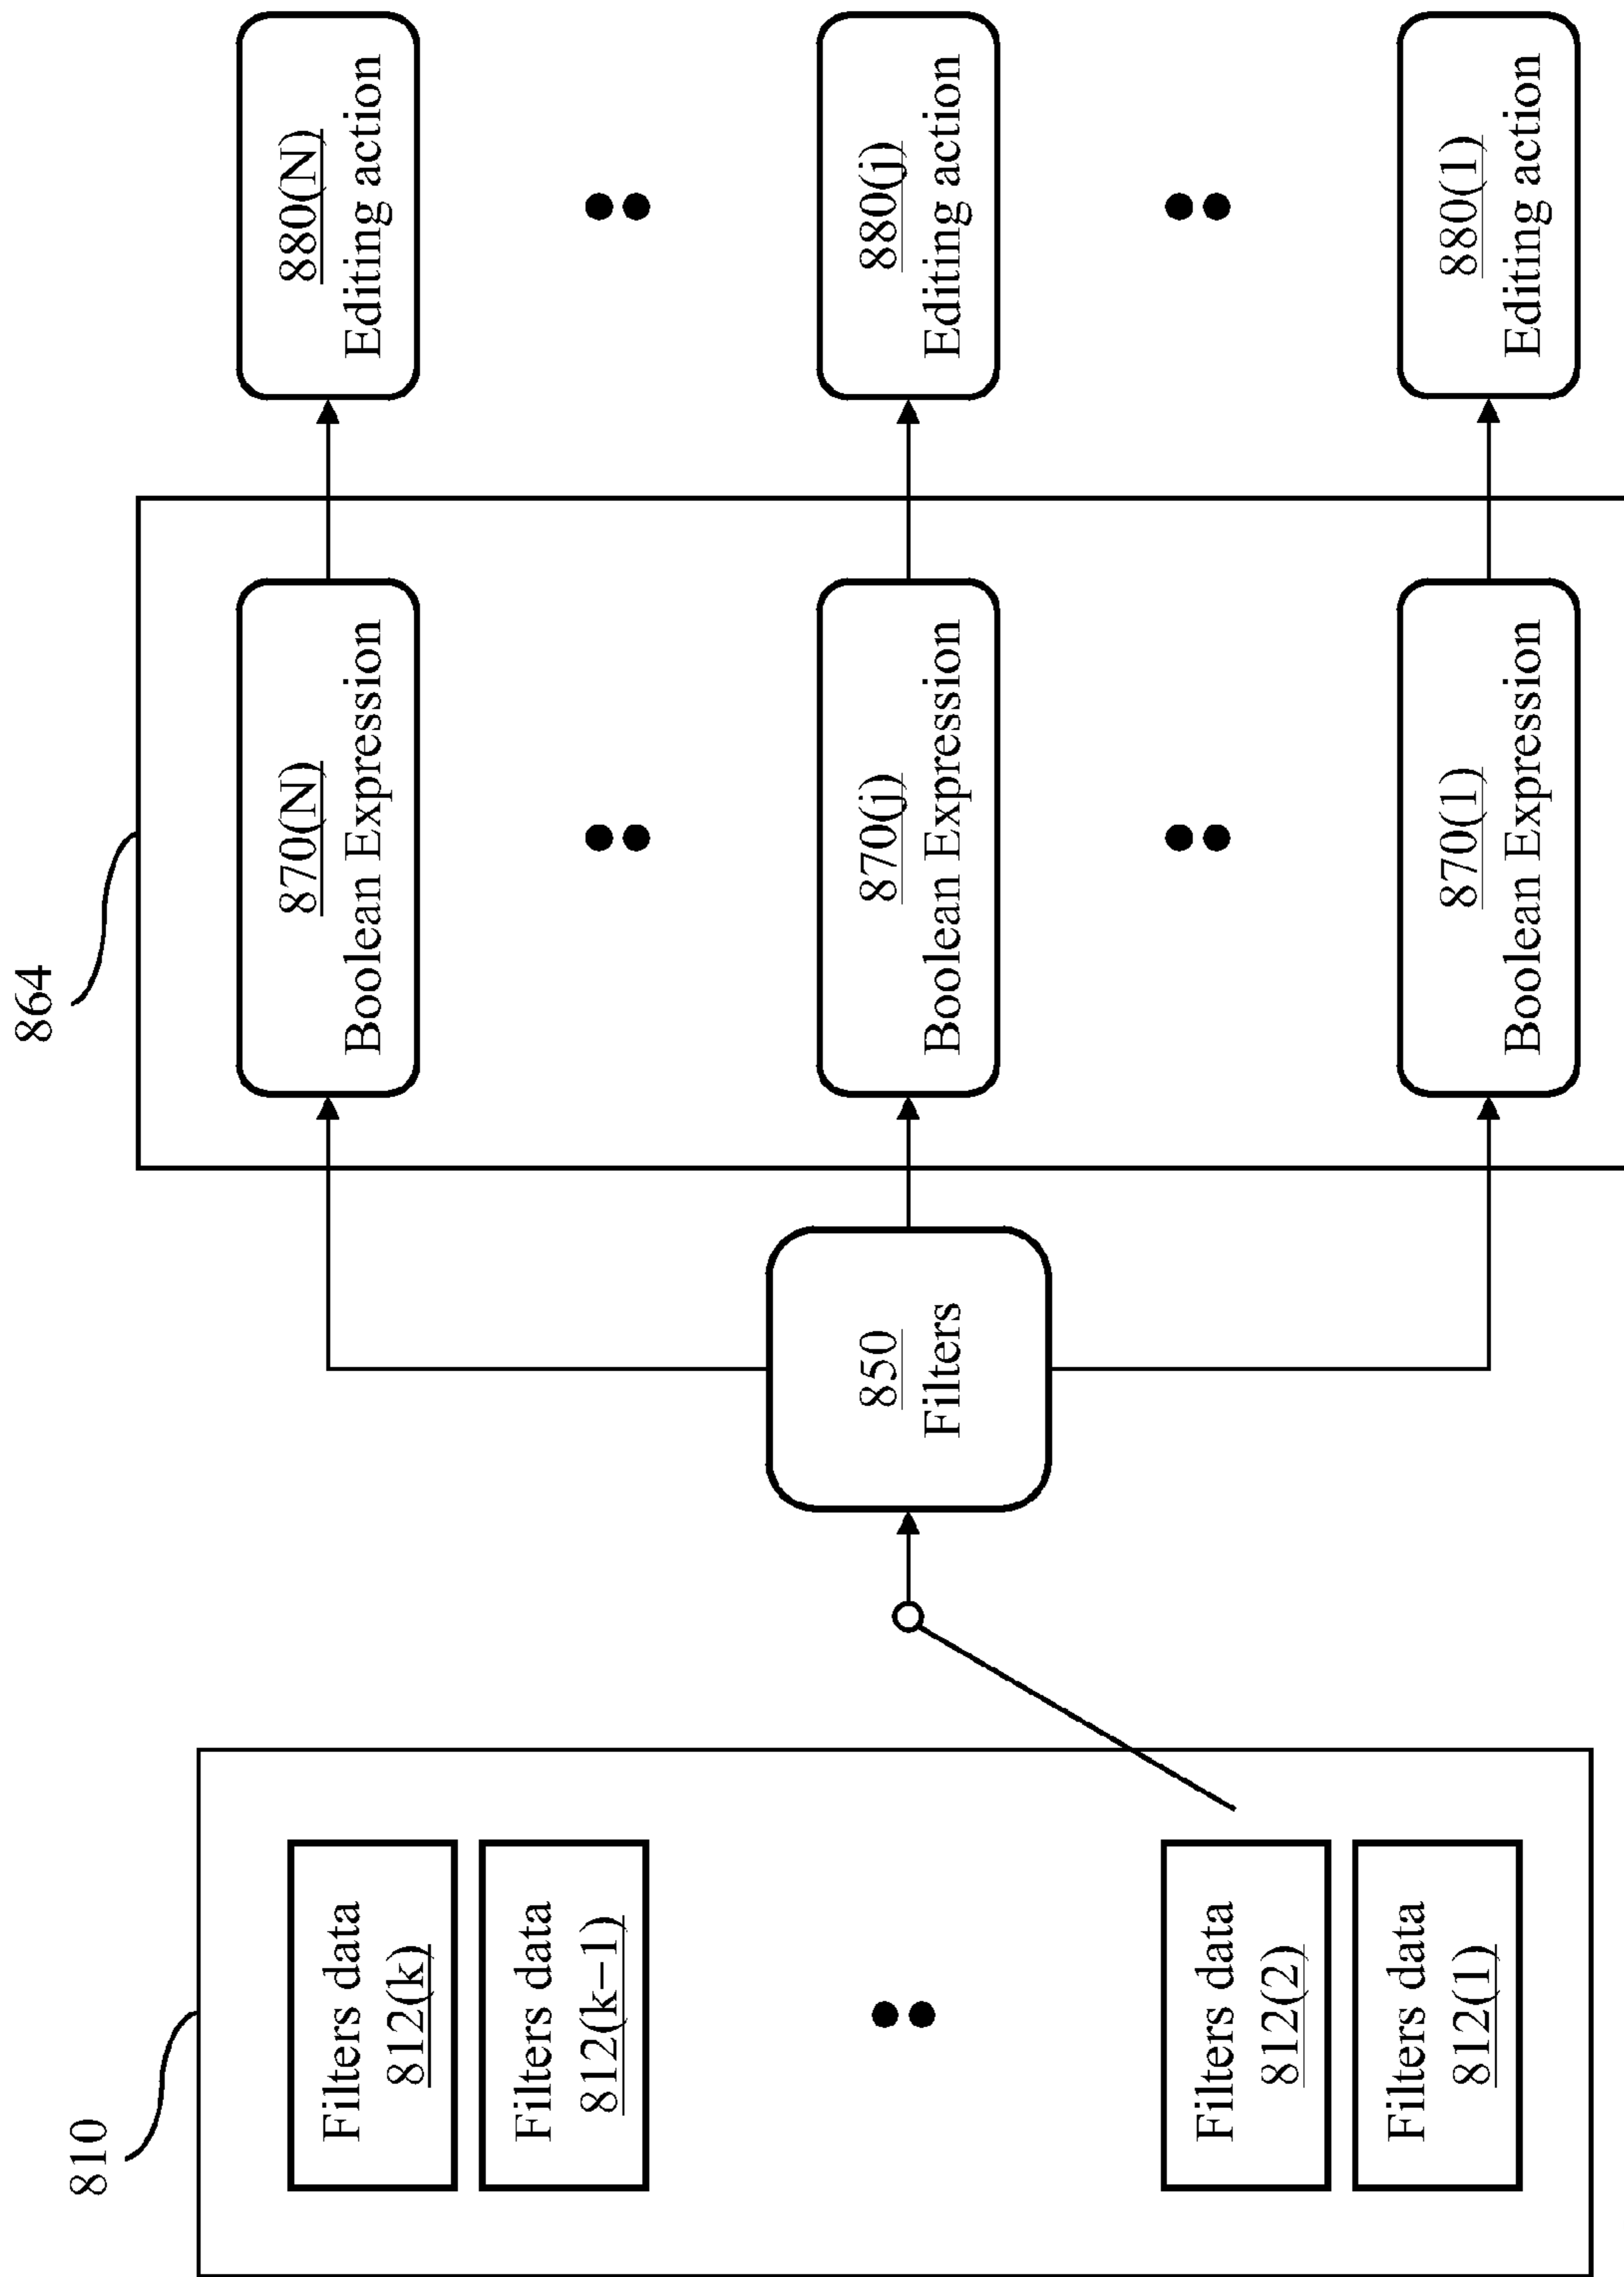 864
870(N)
Boolean Expression
880(N)
Editing action
870(j)
Boolean Expression
880(j)
Editing action
870(1)
Boolean Expression
880(1)
Editing action
850
Filters
810
Filters data
812(k)
Filters data
812(k−1)
Filters data
812(2)
Filters data
812(1)